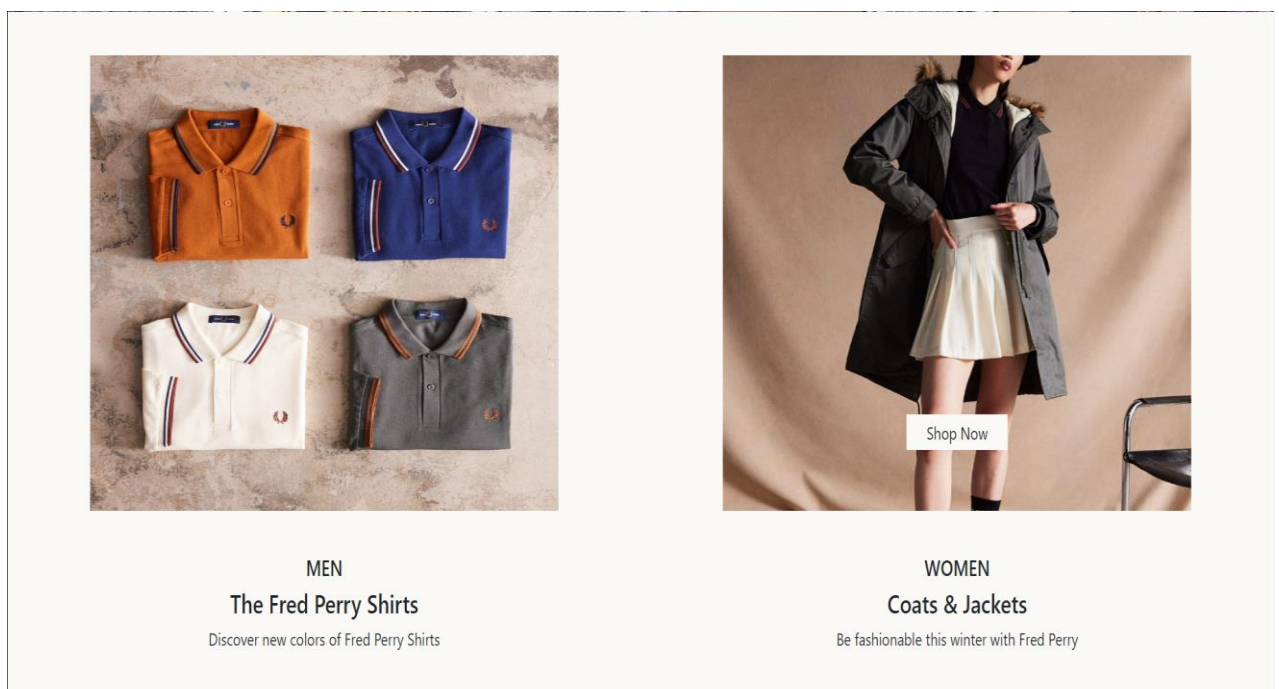 MEN
The Fred Perry Shirts
Discover new colors of Fred Perry Shirts
Shop Now
WOMEN
Coats & Jackets
Be fashionable this winter with Fred Perry